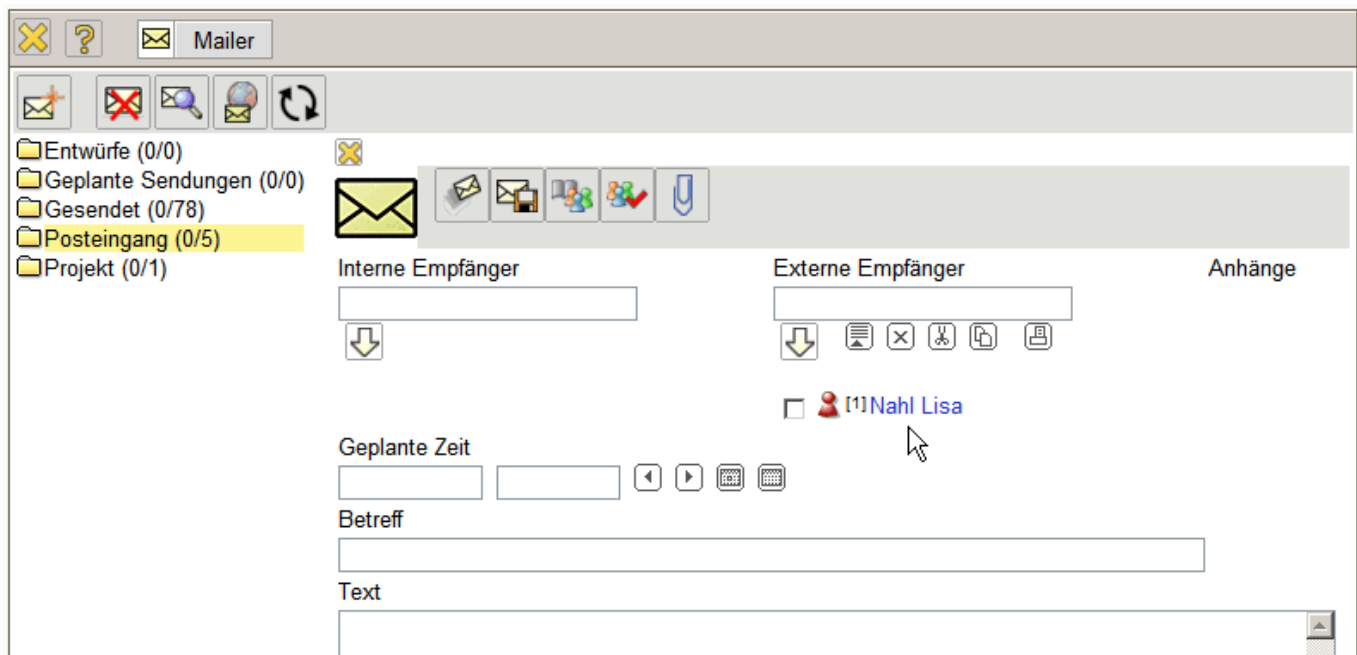 Mailer
Entwürfe (0/0)
Geplante Sendungen (0/0)
Gesendet (0/78)
Posteingang (0/5)
Projekt (0/1)
Interne Empfänger Externe Empfänger Anhänge
[1]Nahl Lisa
Geplante Zeit
Betreff
Text